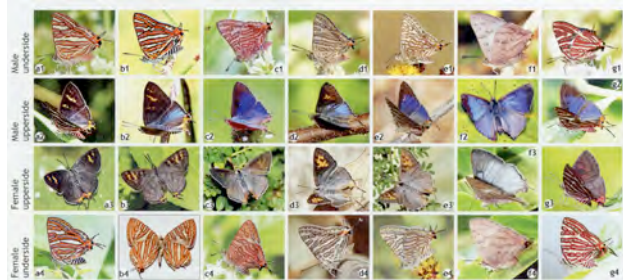 Male underside
a1 b1 c1 d1 e1 f1 g1
Male upperside
a2 b2 c2 d2 e2 f2 g2
Female upperside
a3 b c3 d3 e3 f3 g3
Female underside
a4 b4 c4 d4 e4 f4 g4